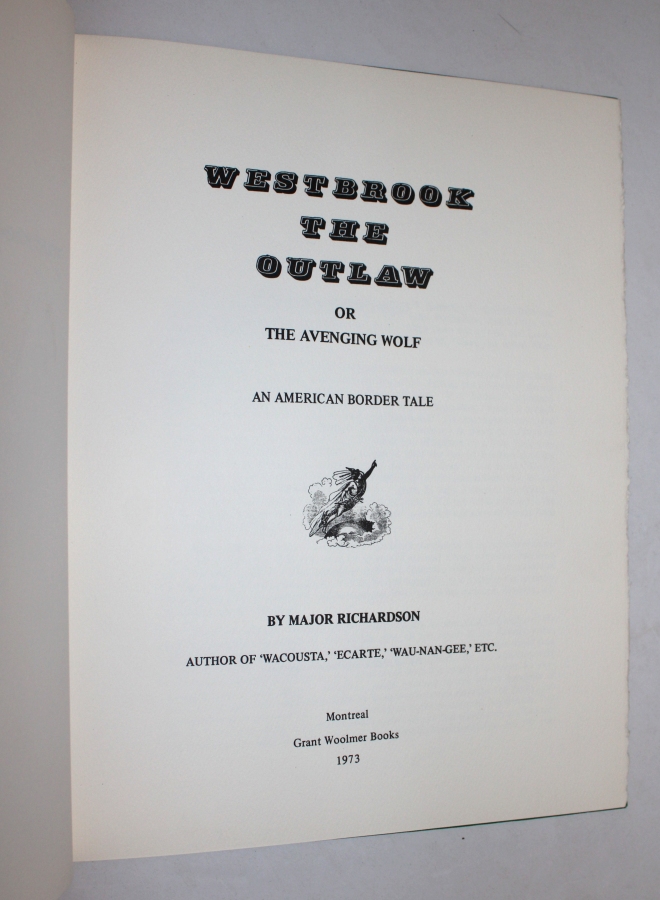 WESTBROOK
THE
OUTLAW
OR
THE AVENGING WOLF
AN AMERICAN BORDER TALE
BY MAJOR RICHARDSON
AUTHOR OF ‘WACOUSTA,’ ‘ECARTE,’ ‘WAU-NAN-GEE,’ ETC.
Montreal
Grant Woolmer Books
1973